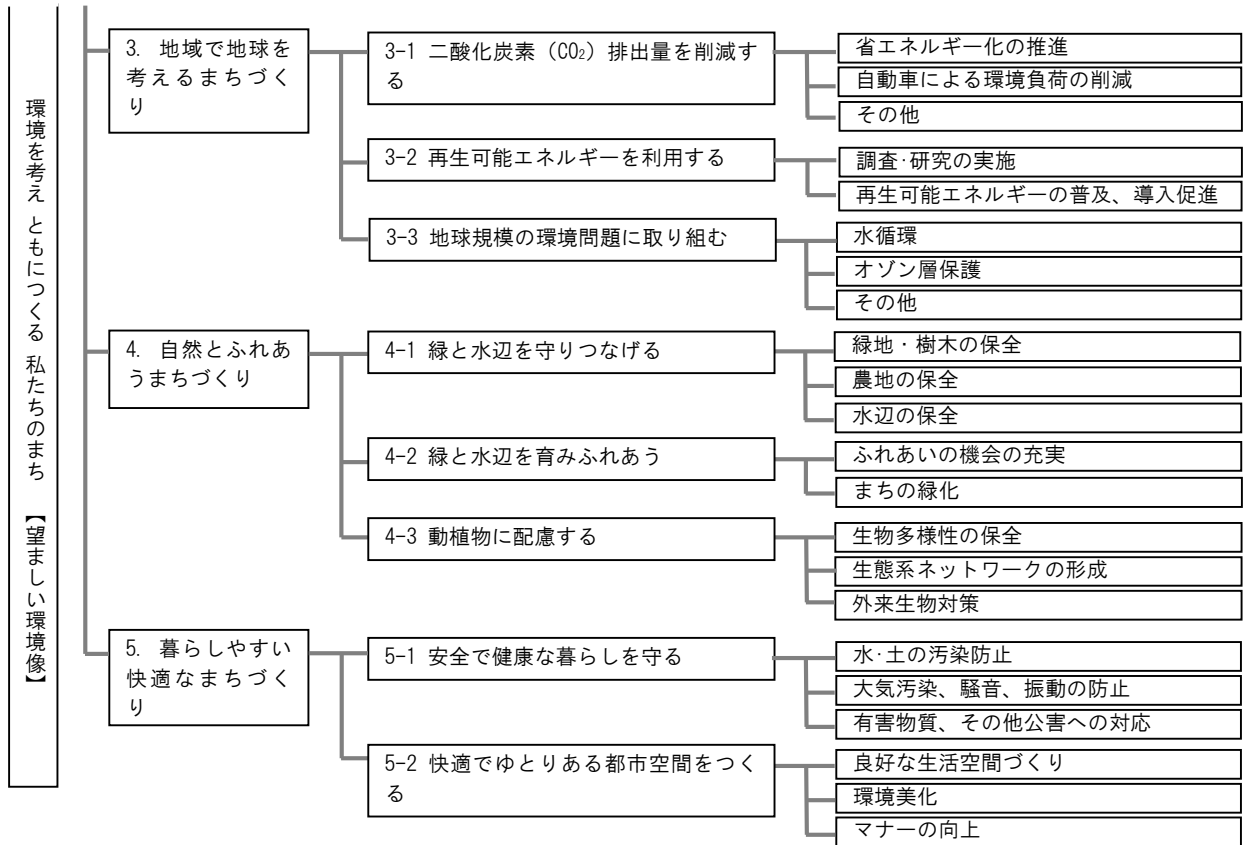 環境を考え ともにつくる 私たちのまち 【望ましい環境像】
3. 地域で地球を
考えるまちづく
り
3-1 二酸化炭素（CO₂）排出量を削減す
る
省エネルギー化の推進
自動車による環境負荷の削減
その他
3-2 再生可能エネルギーを利用する
調査･研究の実施
再生可能エネルギーの普及、導入促進
3-3 地球規模の環境問題に取り組む
水循環
オゾン層保護
その他
4. 自然とふれあ
うまちづくり
4-1 緑と水辺を守りつなげる
緑地・樹木の保全
農地の保全
水辺の保全
4-2 緑と水辺を育みふれあう
ふれあいの機会の充実
まちの緑化
4-3 動植物に配慮する
生物多様性の保全
生態系ネットワークの形成
外来生物対策
5. 暮らしやすい
快適なまちづく
り
5-1 安全で健康な暮らしを守る
水･土の汚染防止
大気汚染、騒音、振動の防止
有害物質、その他公害への対応
5-2 快適でゆとりある都市空間をつく
る
良好な生活空間づくり
環境美化
マナーの向上